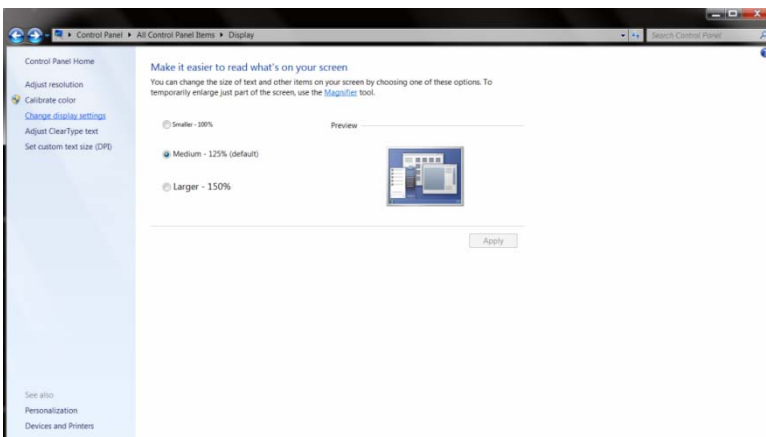 Control Panel ▸ All Control Panel Items ▸ Display
Search Control Panel
Control Panel Home
Adjust resolution
Calibrate color
Change display settings
Adjust ClearType text
Set custom text size (DPI)
Make it easier to read what's on your screen
You can change the size of text and other items on your screen by choosing one of these options. To
temporarily enlarge just part of the screen, use the Magnifier tool.
Smaller - 100%
Preview
Medium - 125% (default)
Larger - 150%
Apply
See also
Personalization
Devices and Printers